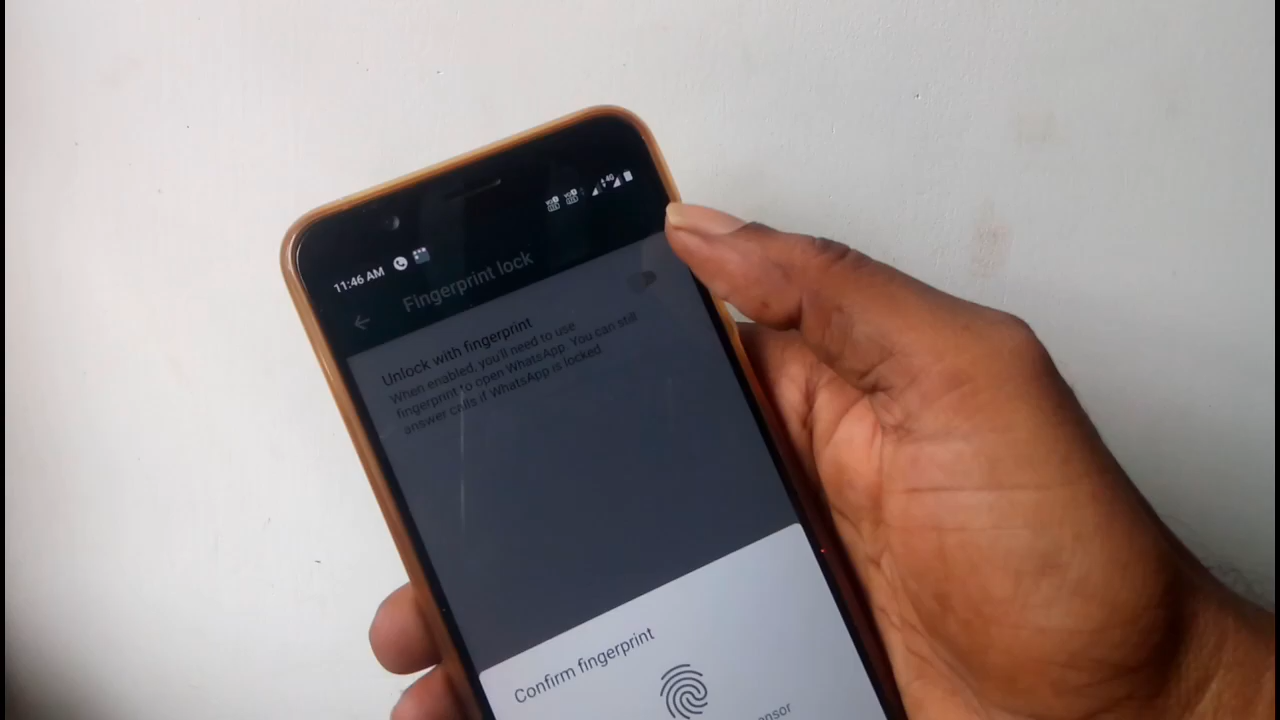 11:46 AM
4G
Fingerprint lock
Unlock with fingerprint
When enabled, you'll need to use
fingerprint to open WhatsApp. You can still
answer calls if WhatsApp is locked.
Confirm fingerprint